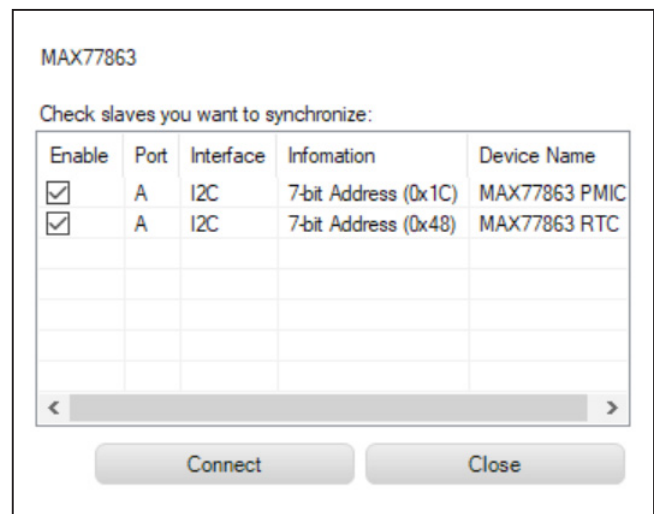 MAX77863
Check slaves you want to synchronize:
Enable Port Interface Infomation Device Name
A I2C 7-bit Address (0x1C) MAX77863 PMIC
A I2C 7-bit Address (0x48) MAX77863 RTC
Connect Close